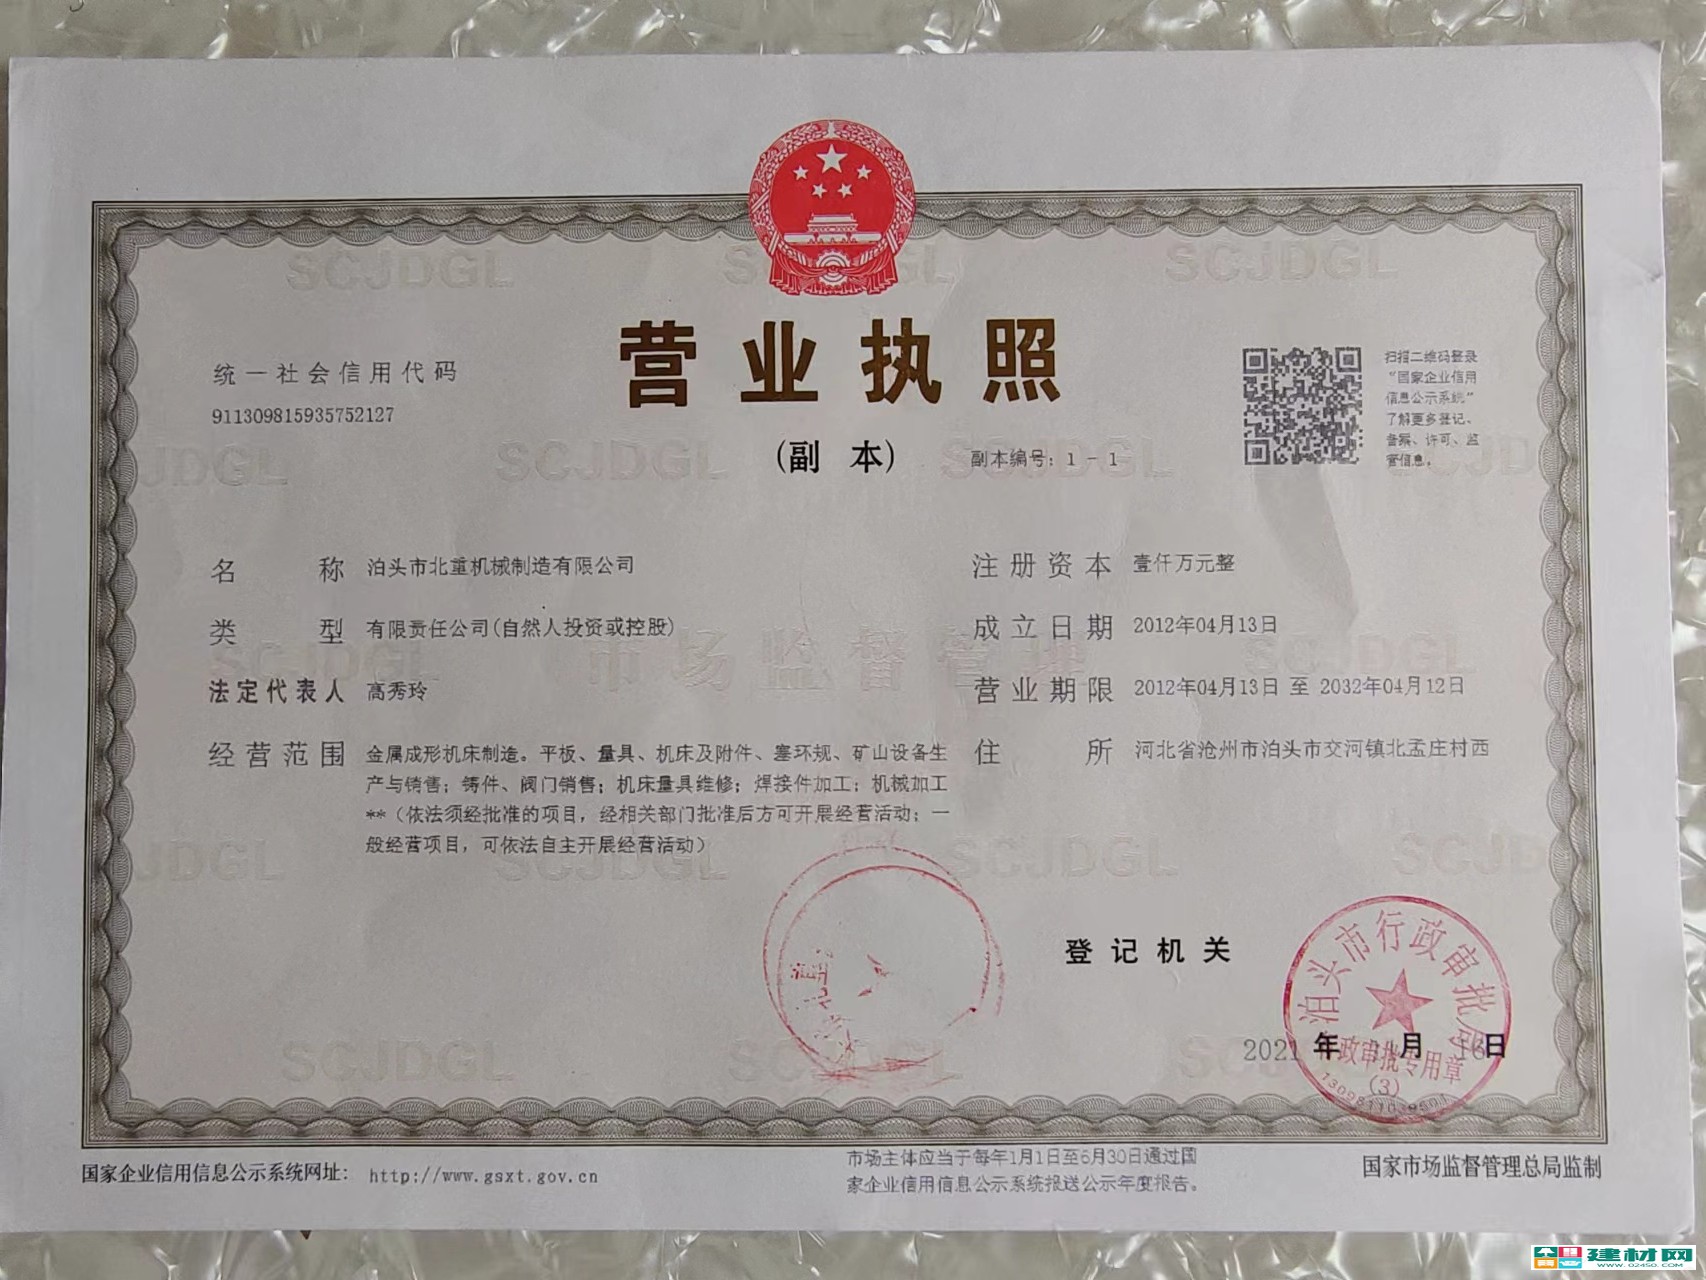 营业执照
(副 本)
副本编号：1-1
统一社会信用代码
911309815935752127
扫描二维码登录
“国家企业信用
信息公示系统”
了解更多登记、
备案、许可、监
管信息。
名称 泊头市北重机械制造有限公司
类型 有限责任公司(自然人投资或控股)
法定代表人 高秀玲
经营范围 金属成形机床制造。平板、量具、机床及附件、塞环规、矿山设备生
产与销售；铸件、阀门销售；机床量具维修；焊接件加工；机械加工
**（依法须经批准的项目，经相关部门批准后方可开展经营活动；一
般经营项目，可依法自主开展经营活动）
注册资本 壹仟万元整
成立日期 2012年04月13日
营业期限 2012年04月13日 至 2032年04月12日
住所 河北省沧州市泊头市交河镇北孟庄村西
市场监督管理
SCJDGL
登记机关
泊头市行政审批局
行政审批专用章
(3)
2021 年 月 16日
国家企业信用信息公示系统网址： http://www.gsxt.gov.cn
市场主体应当于每年1月1日至6月30日通过国
家企业信用信息公示系统报送公示年度报告。
国家市场监督管理总局监制
建材网
www.02450.com